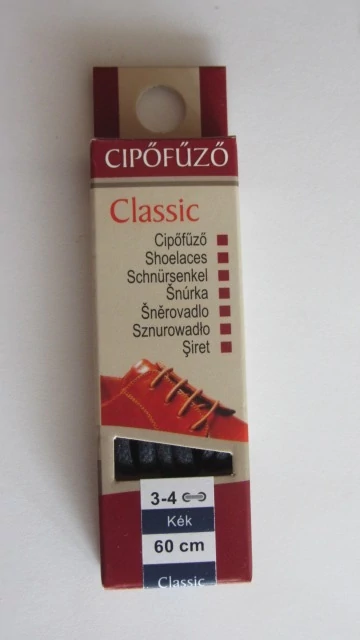 CIPŐFŰZŐ
Classic
Cipőfűző
Shoelaces
Schnürsenkel
Šnúrka
Šněrovadlo
Sznurowadło
Şiret
3-4
Kék
60 cm
Classic